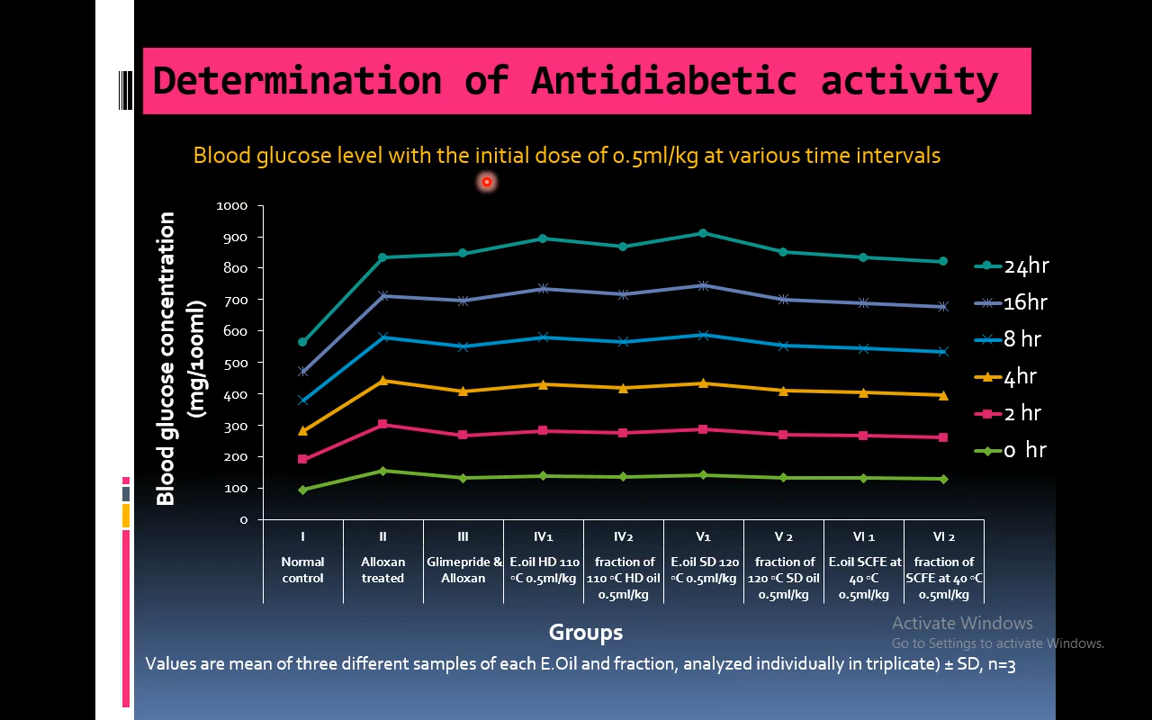 Determination of Antidiabetic activity
Blood glucose level with the initial dose of 0.5ml/kg at various time intervals
Blood glucose concentration
(mg/100ml)
1000
900
800
700
600
500
400
300
200
100
0
24hr
16hr
8 hr
4hr
2 hr
0 hr
I
Normal
control
II
Alloxan
treated
III
Glimepride &
Alloxan
IV1
E.oil HD 110
°C 0.5ml/kg
IV2
fraction of
110 °C HD oil
0.5ml/kg
V1
E.oil SD 120
°C 0.5ml/kg
V 2
fraction of
120 °C SD oil
0.5ml/kg
VI 1
E.oil SCFE at
40 °C
0.5ml/kg
VI 2
fraction of
SCFE at 40 °C
0.5ml/kg
Groups
Activate Windows
Go to Settings to activate Windows.
Values are mean of three different samples of each E.Oil and fraction, analyzed individually in triplicate) ± SD, n=3